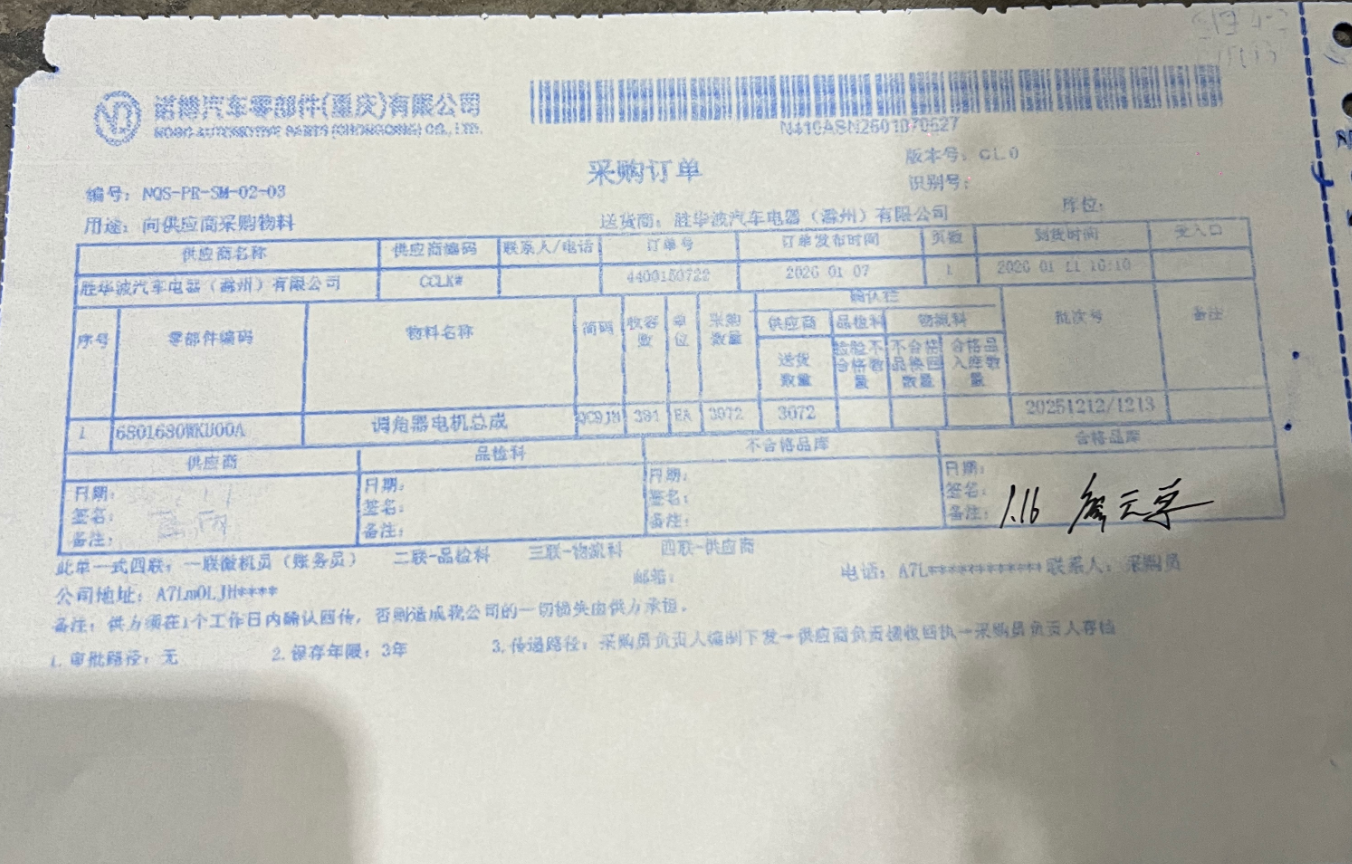 诺博汽车零部件(重庆)有限公司
NOBO AUTOMOTIVE PARTS (CHONGQING) CO., LTD.
N410ASN2601070527
采购订单
版本号：CL0
识别号：
编号：NQS-PR-SM-02-03
用途：向供应商采购物料 送货商：胜华波汽车电器（滁州）有限公司 库位：
供应商名称 供应商编码 联系人/电话 订单号 订单发布时间 页数 到货时间 受入口
胜华波汽车电器（滁州）有限公司 CCLK# 4400150722 2026 01 07 1 2026 01 11 16:10
序号 零部件编码 物料名称 简码 收容数 单位 采购数量 确认栏 批次号 备注
供应商 品检科 物流科
送货数量 检验不合格数量 不合格品换回数量 合格品入库数量
1 6801680WKU00A 调角器电机总成 384 EA 3072 3072 20251212/1213
供应商 品检科 不合格品库 合格品库
日期： 日期： 日期： 日期：
签名： 签名： 签名： 签名：
备注： 备注： 备注： 备注： 1.16
此单一式四联：一联微机员（账务员） 二联-品检科 三联-物流科 四联-供应商
公司地址：A7LmOLJH**** 邮箱： 电话：A7L************ 联系人：采购员
备注：供方须在1个工作日内确认回传，否则造成我公司的一切损失由供方承担。
1.审批路径：无 2.保存年限：3年 3.传递路径：采购员负责人编制下发→供应商负责接收回执→采购员负责人存档